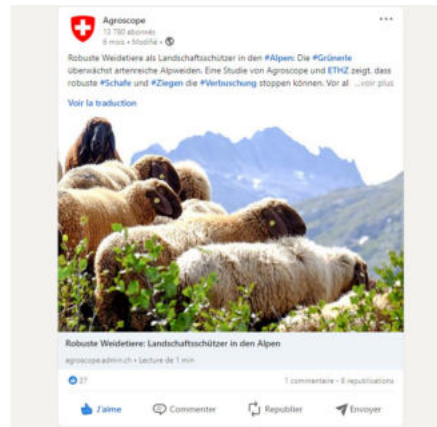 Agroscope
13 780 abonnés
6 mois • Modifié •
Robuste Weidetiere als Landschaftsschützer in den #Alpen: Die #Grünerle
überwächst artenreiche Alpweiden. Eine Studie von Agroscope und ETHZ zeigt, dass
robuste #Schafe und #Ziegen die #Verbuschung stoppen können. Vor al ...voir plus
Voir la traduction
Robuste Weidetiere: Landschaftsschützer in den Alpen
agroscope.admin.ch • Lecture de 1 min
37
1 commentaire • 8 republications
J'aime
Commenter
Republier
Envoyer